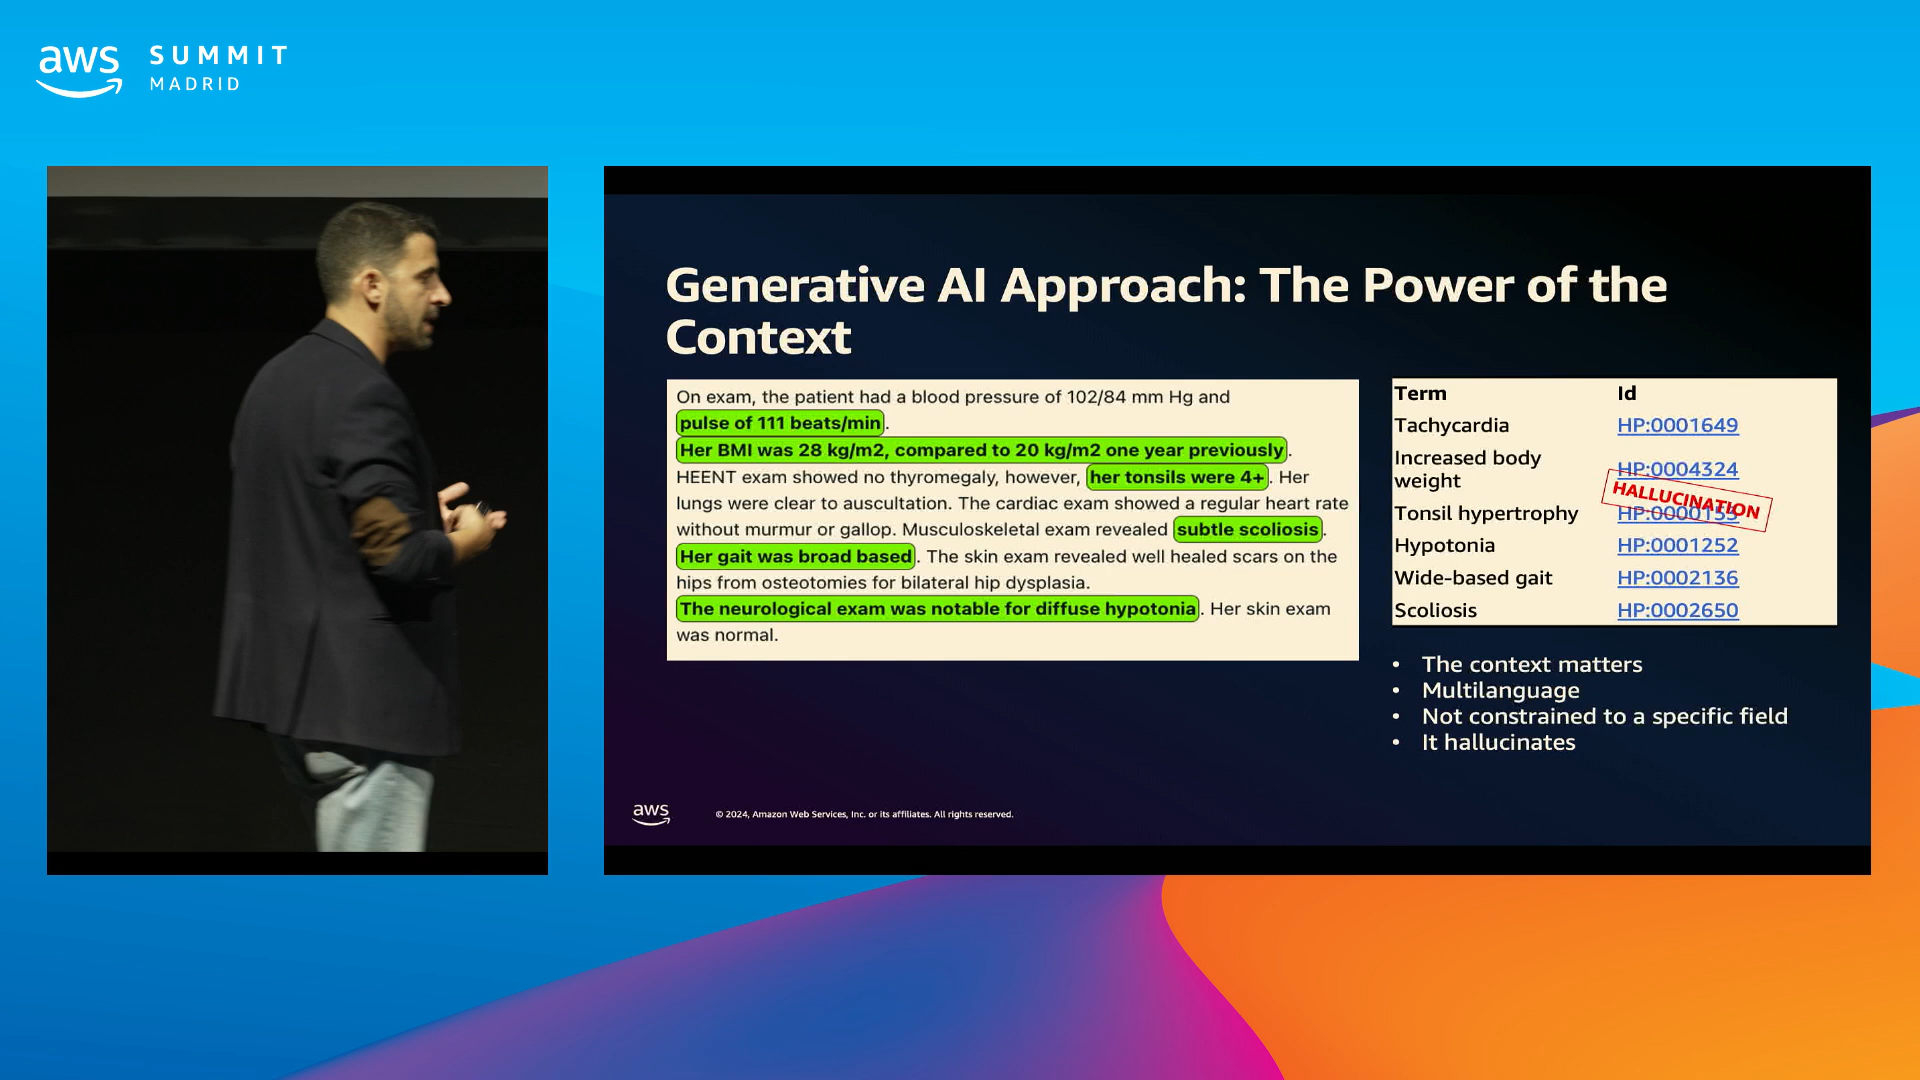 aws SUMMIT
MADRID
Generative AI Approach: The Power of the
Context
On exam, the patient had a blood pressure of 102/84 mm Hg and
pulse of 111 beats/min.
Her BMI was 28 kg/m2, compared to 20 kg/m2 one year previously.
HEENT exam showed no thyromegaly, however, her tonsils were 4+. Her
lungs were clear to auscultation. The cardiac exam showed a regular heart rate
without murmur or gallop. Musculoskeletal exam revealed subtle scoliosis.
Her gait was broad based. The skin exam revealed well healed scars on the
hips from osteotomies for bilateral hip dysplasia.
The neurological exam was notable for diffuse hypotonia. Her skin exam
was normal.
Term Id
Tachycardia HP:0001649
Increased body
weight HP:0004324
HALLUCINATION
Tonsil hypertrophy
Hypotonia HP:0001252
Wide-based gait HP:0002136
Scoliosis HP:0002650
• The context matters
• Multilanguage
• Not constrained to a specific field
• It hallucinates
aws
© 2024, Amazon Web Services, Inc. or its affiliates. All rights reserved.